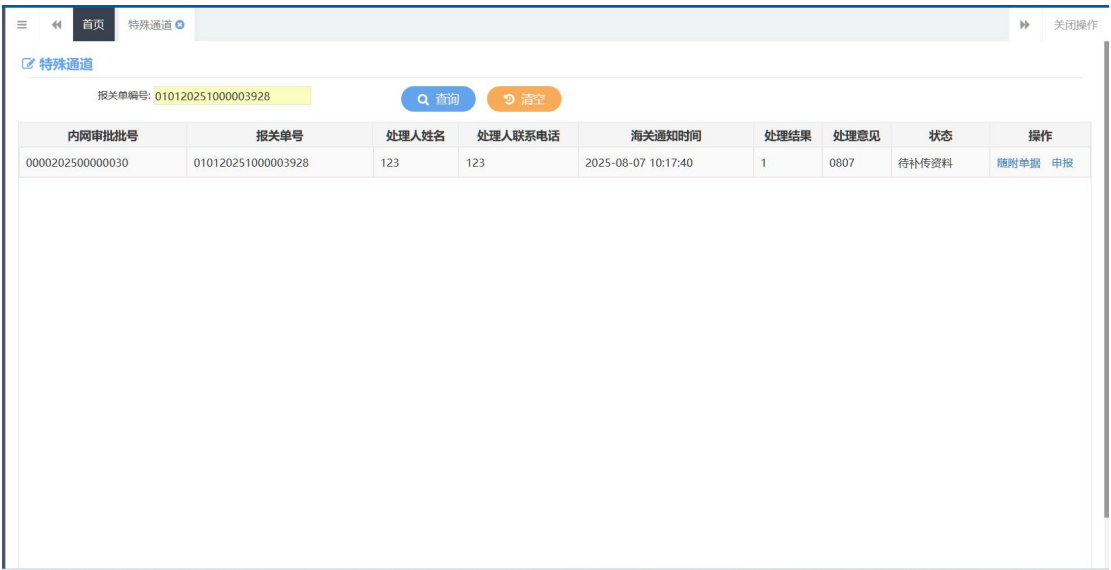 首页 特殊通道 关闭操作
特殊通道
报关单编号: 010120251000003928 查询 清空
内网审批批号 报关单号 处理人姓名 处理人联系电话 海关通知时间 处理结果 处理意见 状态 操作
0000202500000030 010120251000003928 123 123 2025-08-07 10:17:40 1 0807 待补传资料 随附单据 申报